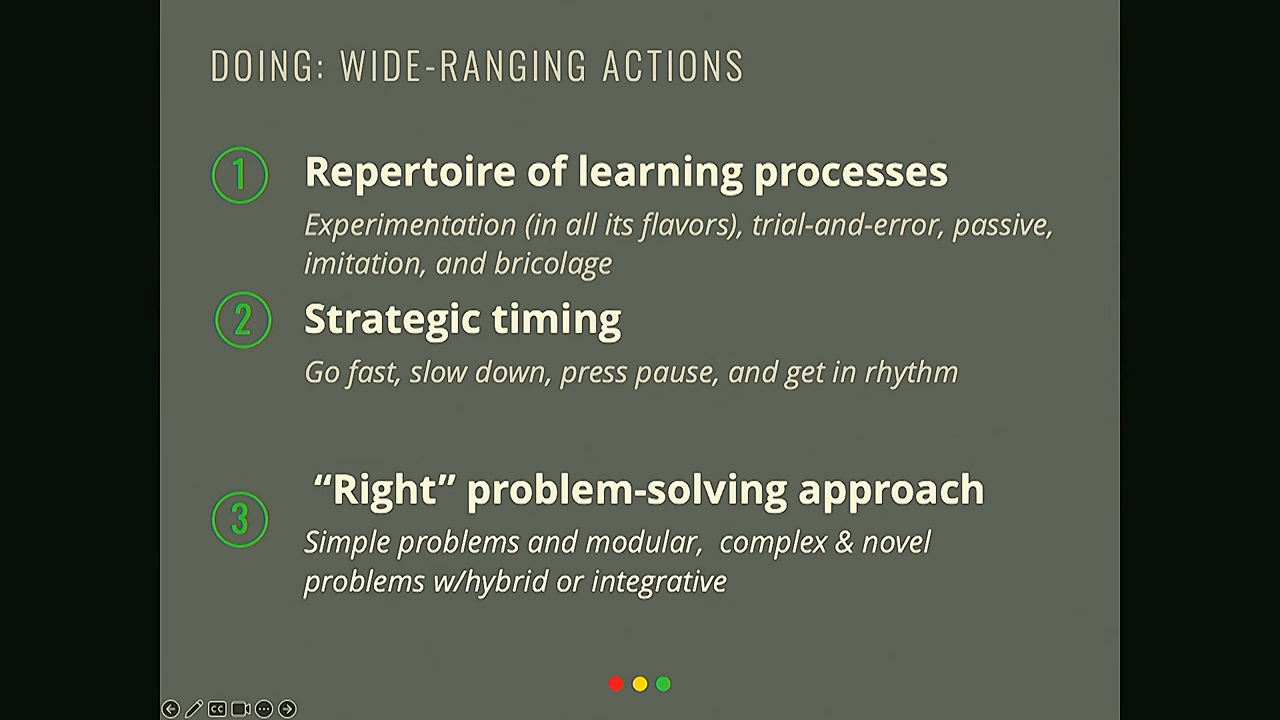 DOING: WIDE-RANGING ACTIONS
1
Repertoire of learning processes
Experimentation (in all its flavors), trial-and-error, passive,
imitation, and bricolage
2
Strategic timing
Go fast, slow down, press pause, and get in rhythm
“Right” problem-solving approach
3
Simple problems and modular,  complex & novel
problems w/hybrid or integrative
CC